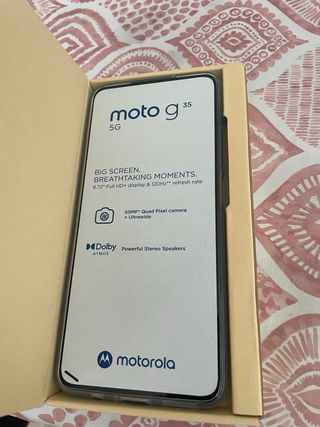 moto g 35
5G
BIG SCREEN.
BREATHTAKING MOMENTS.
6.72" Full HD+ display & 120Hz** refresh rate
50MP* Quad Pixel camera
+ Ultrawide
Dolby
ATMOS
Powerful Stereo Speakers
motorola